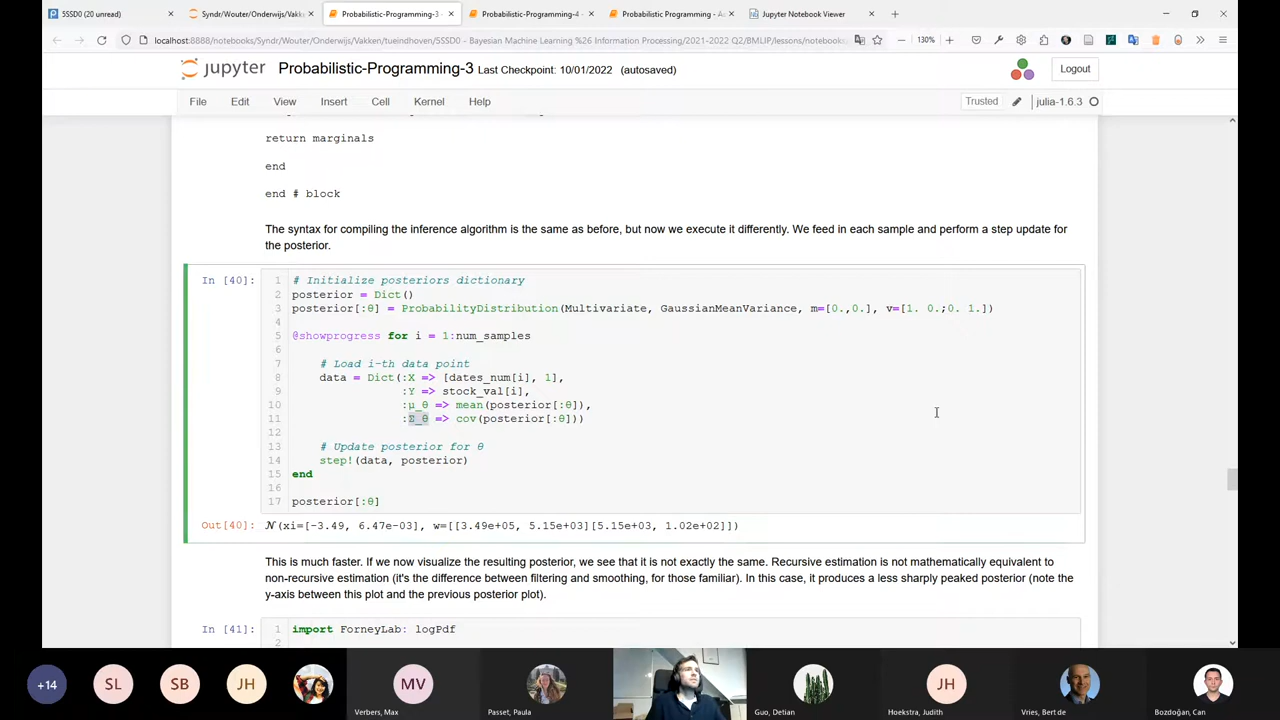 5SSD0 (20 unread)
Syndr/Wouter/Onderwijs/Vakke
Probabilistic-Programming-3 -
Probabilistic-Programming-4 -
Probabilistic Programming - As
Jupyter Notebook Viewer
localhost:8888/notebooks/Syndr/Wouter/Onderwijs/Vakken/tueindhoven/5SSD0 - Bayesian Machine Learning %26 Information Processing/2021-2022 Q2/BMLIP/lessons/notebooks
130%
jupyter Probabilistic-Programming-3 Last Checkpoint: 10/01/2022 (autosaved)
Logout
File Edit View Insert Cell Kernel Help
Trusted julia-1.6.3
return marginals
end
end # block
The syntax for compiling the inference algorithm is the same as before, but now we execute it differently. We feed in each sample and perform a step update for
the posterior.
In [40]:
1 # Initialize posteriors dictionary
2 posterior = Dict()
3 posterior[:θ] = ProbabilityDistribution(Multivariate, GaussianMeanVariance, m=[0.,0.], v=[1. 0.;0. 1.])
4
5 @showprogress for i = 1:num_samples
6
7 # Load i-th data point
8 data = Dict(:X => [dates_num[i], 1],
9 :Y => stock_val[i],
10 :μ_θ => mean(posterior[:θ]),
11 :Σ_θ => cov(posterior[:θ]))
12
13 # Update posterior for θ
14 step!(data, posterior)
15 end
16
17 posterior[:θ]
Out[40]: 𝒩(xi=[-3.49, 6.47e-03], w=[[3.49e+05, 5.15e+03][5.15e+03, 1.02e+02]])
This is much faster. If we now visualize the resulting posterior, we see that it is not exactly the same. Recursive estimation is not mathematically equivalent to
non-recursive estimation (it's the difference between filtering and smoothing, for those familiar). In this case, it produces a less sharply peaked posterior (note the
y-axis between this plot and the previous posterior plot).
In [41]:
1 import ForneyLab: logPdf
2
+14
SL
SB
JH
MV
JH
Verbers, Max
Passet, Paula
Guo, Detian
Hoekstra, Judith
Vries, Bert de
Bozdoğan, Can